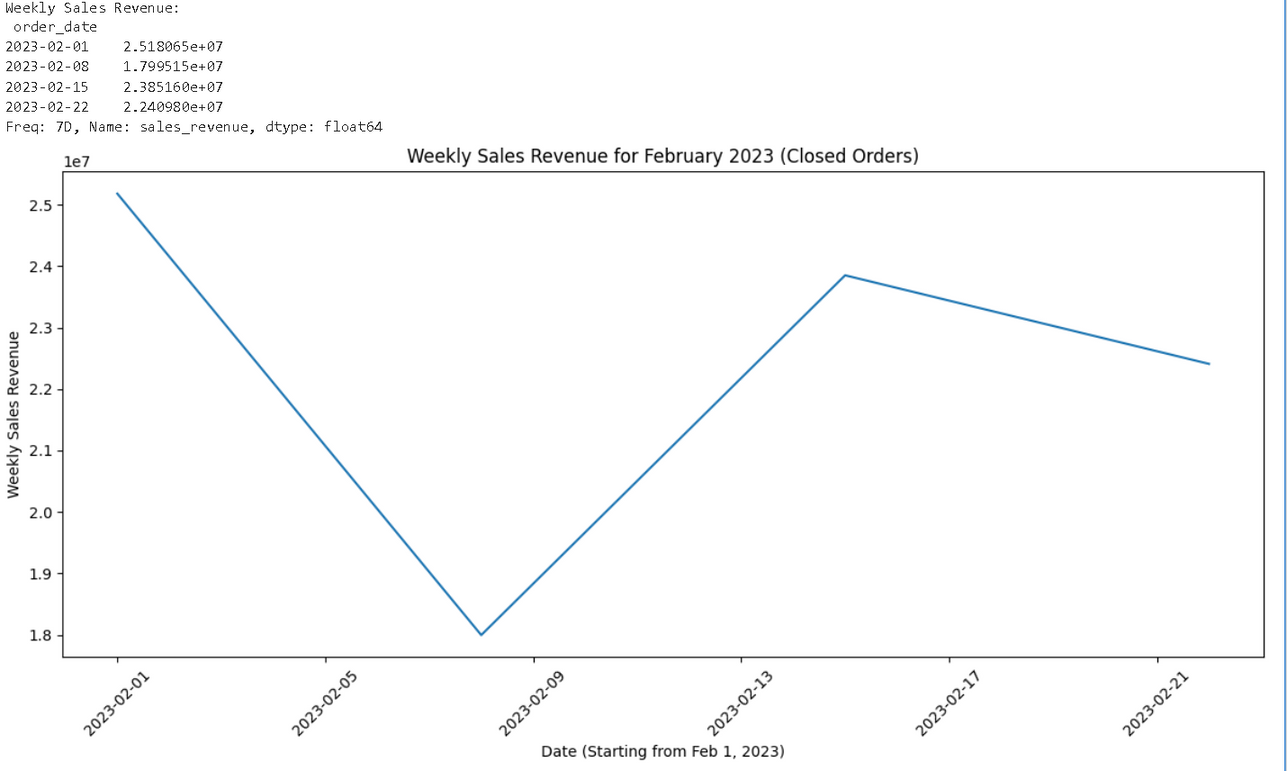 Weekly Sales Revenue:
order_date
2023-02-01    2.518065e+07
2023-02-08    1.799515e+07
2023-02-15    2.385160e+07
2023-02-22    2.240980e+07
Freq: 7D, Name: sales_revenue, dtype: float64
Weekly Sales Revenue for February 2023 (Closed Orders)
1e7
2.5
2.4
2.3
2.2
2.1
2.0
1.9
1.8
Weekly Sales Revenue
2023-02-01
2023-02-05
2023-02-09
2023-02-13
2023-02-17
2023-02-21
Date (Starting from Feb 1, 2023)